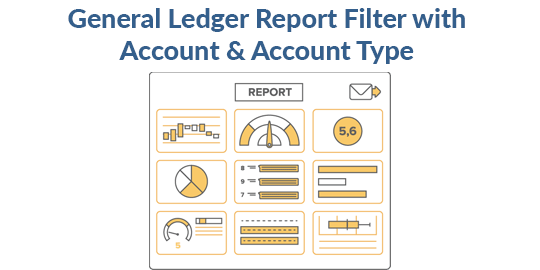 General Ledger Report Filter with
Account & Account Type
REPORT
5,6
8
9
7
5